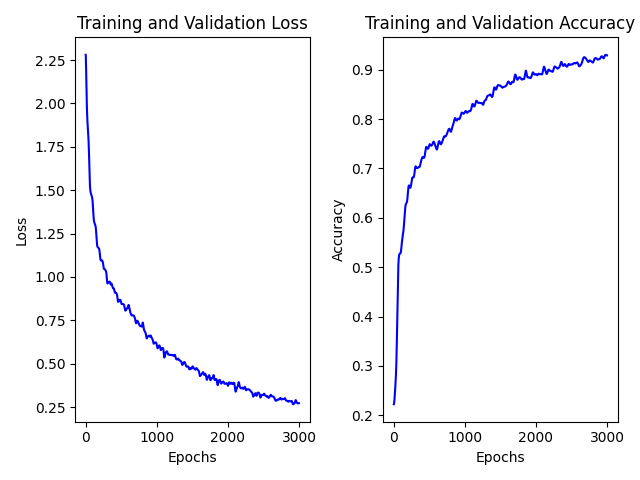 Training and Validation Loss
Loss
2.25
2.00
1.75
1.50
1.25
1.00
0.75
0.50
0.25
0 1000 2000 3000
Epochs
Training and Validation Accuracy
Accuracy
0.9
0.8
0.7
0.6
0.5
0.4
0.3
0.2
0 1000 2000 3000
Epochs